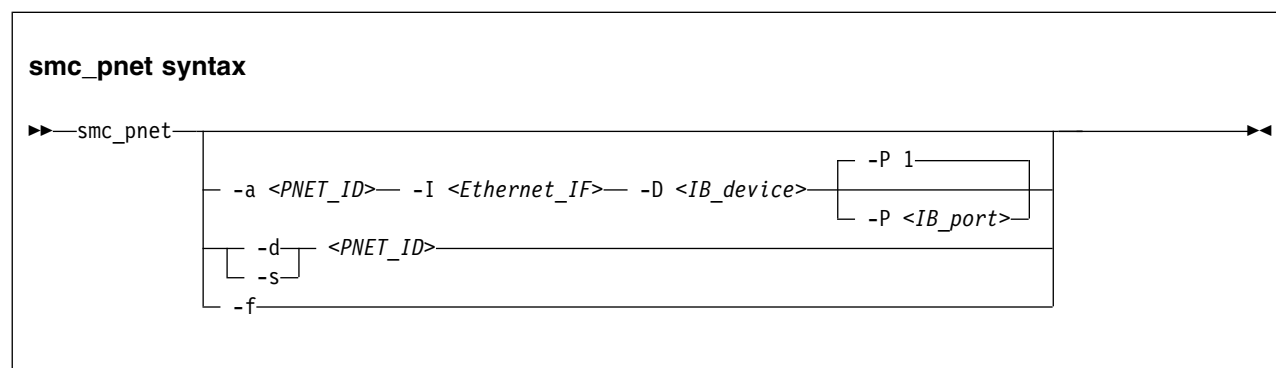 smc_pnet syntax
smc_pnet
-P 1
-a <PNET_ID> -I <Ethernet_IF> -D <IB_device>
-P <IB_port>
-d <PNET_ID>
-s
-f